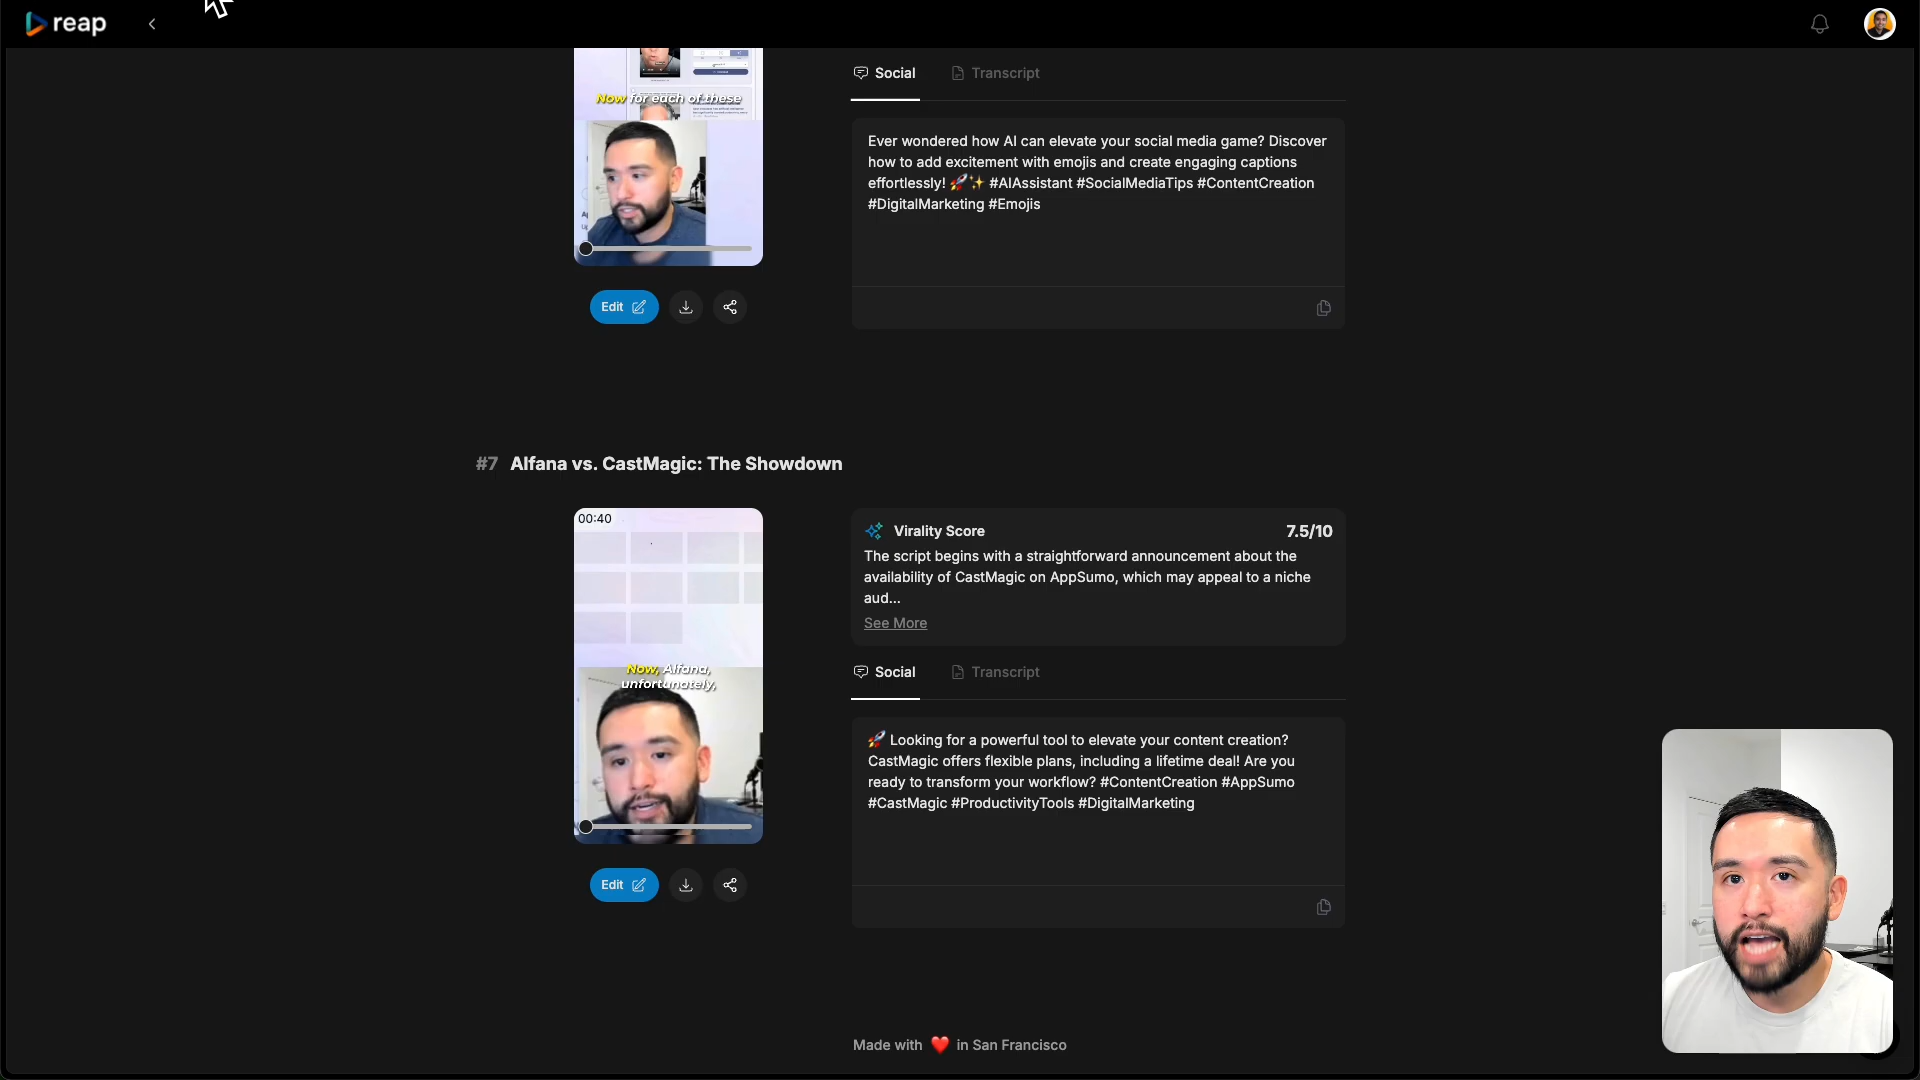 reap
Now for each of these
Social
Transcript
Ever wondered how AI can elevate your social media game? Discover
how to add excitement with emojis and create engaging captions
effortlessly! 🚀✨ #AIAssistant #SocialMediaTips #ContentCreation
#DigitalMarketing #Emojis
Edit
#7 Alfana vs. CastMagic: The Showdown
00:40
Now, Alfana,
unfortunately,
Edit
Virality Score
7.5/10
The script begins with a straightforward announcement about the
availability of CastMagic on AppSumo, which may appeal to a niche
aud...
See More
Social
Transcript
🚀 Looking for a powerful tool to elevate your content creation?
CastMagic offers flexible plans, including a lifetime deal! Are you
ready to transform your workflow? #ContentCreation #AppSumo
#CastMagic #ProductivityTools #DigitalMarketing
Made with ❤️ in San Francisco